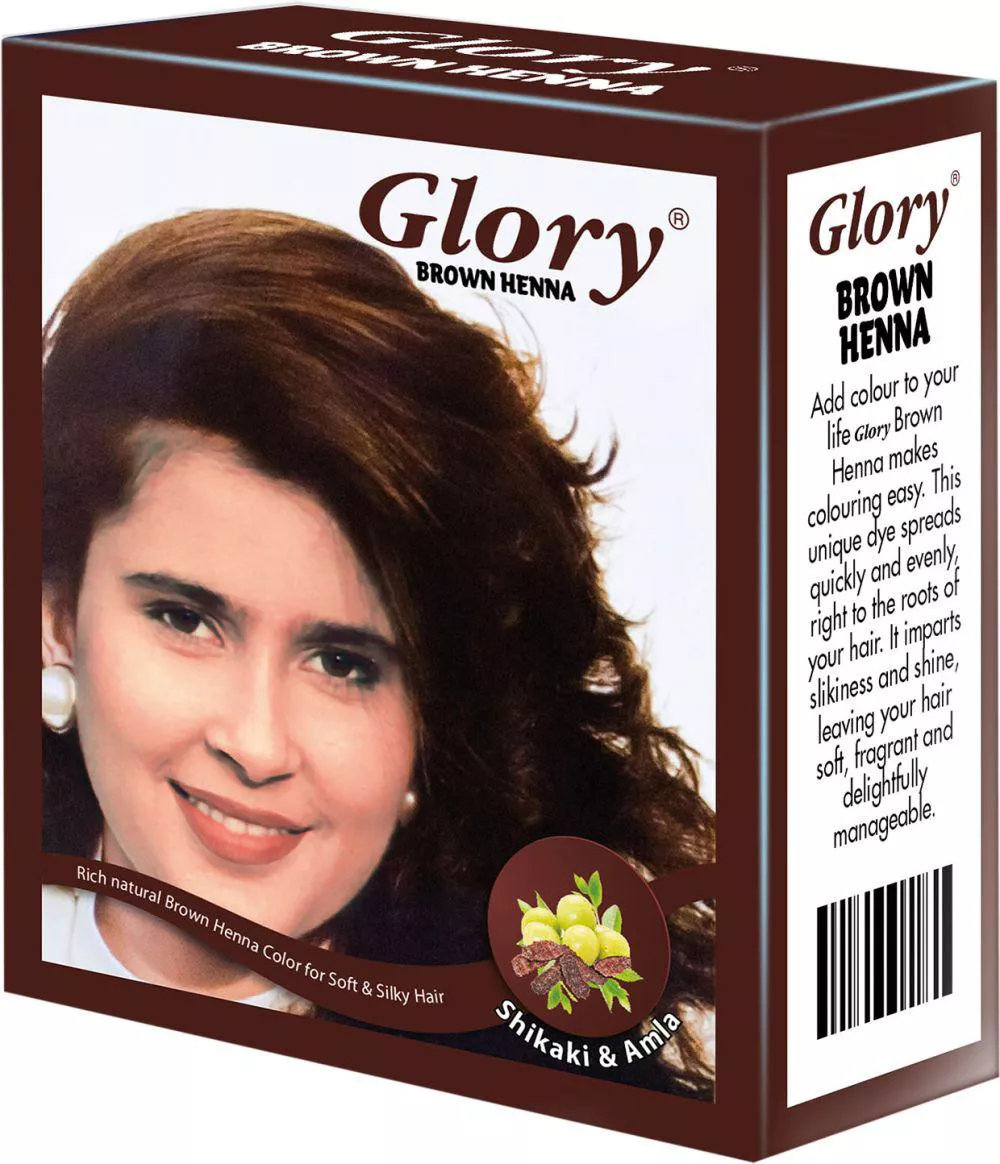 Glory ®
BROWN HENNA
Glory®
BROWN HENNA
Rich natural Brown Henna Color for Soft & Silky Hair
Shikaki & Amla
Glory®
BROWN
HENNA
Add colour to your
life Glory Brown
Henna makes
colouring easy. This
unique dye spreads
quickly and evenly,
right to the roots of
your hair. It imparts
slikiness and shine,
leaving your hair
soft, fragrant and
delightfully
manageable.